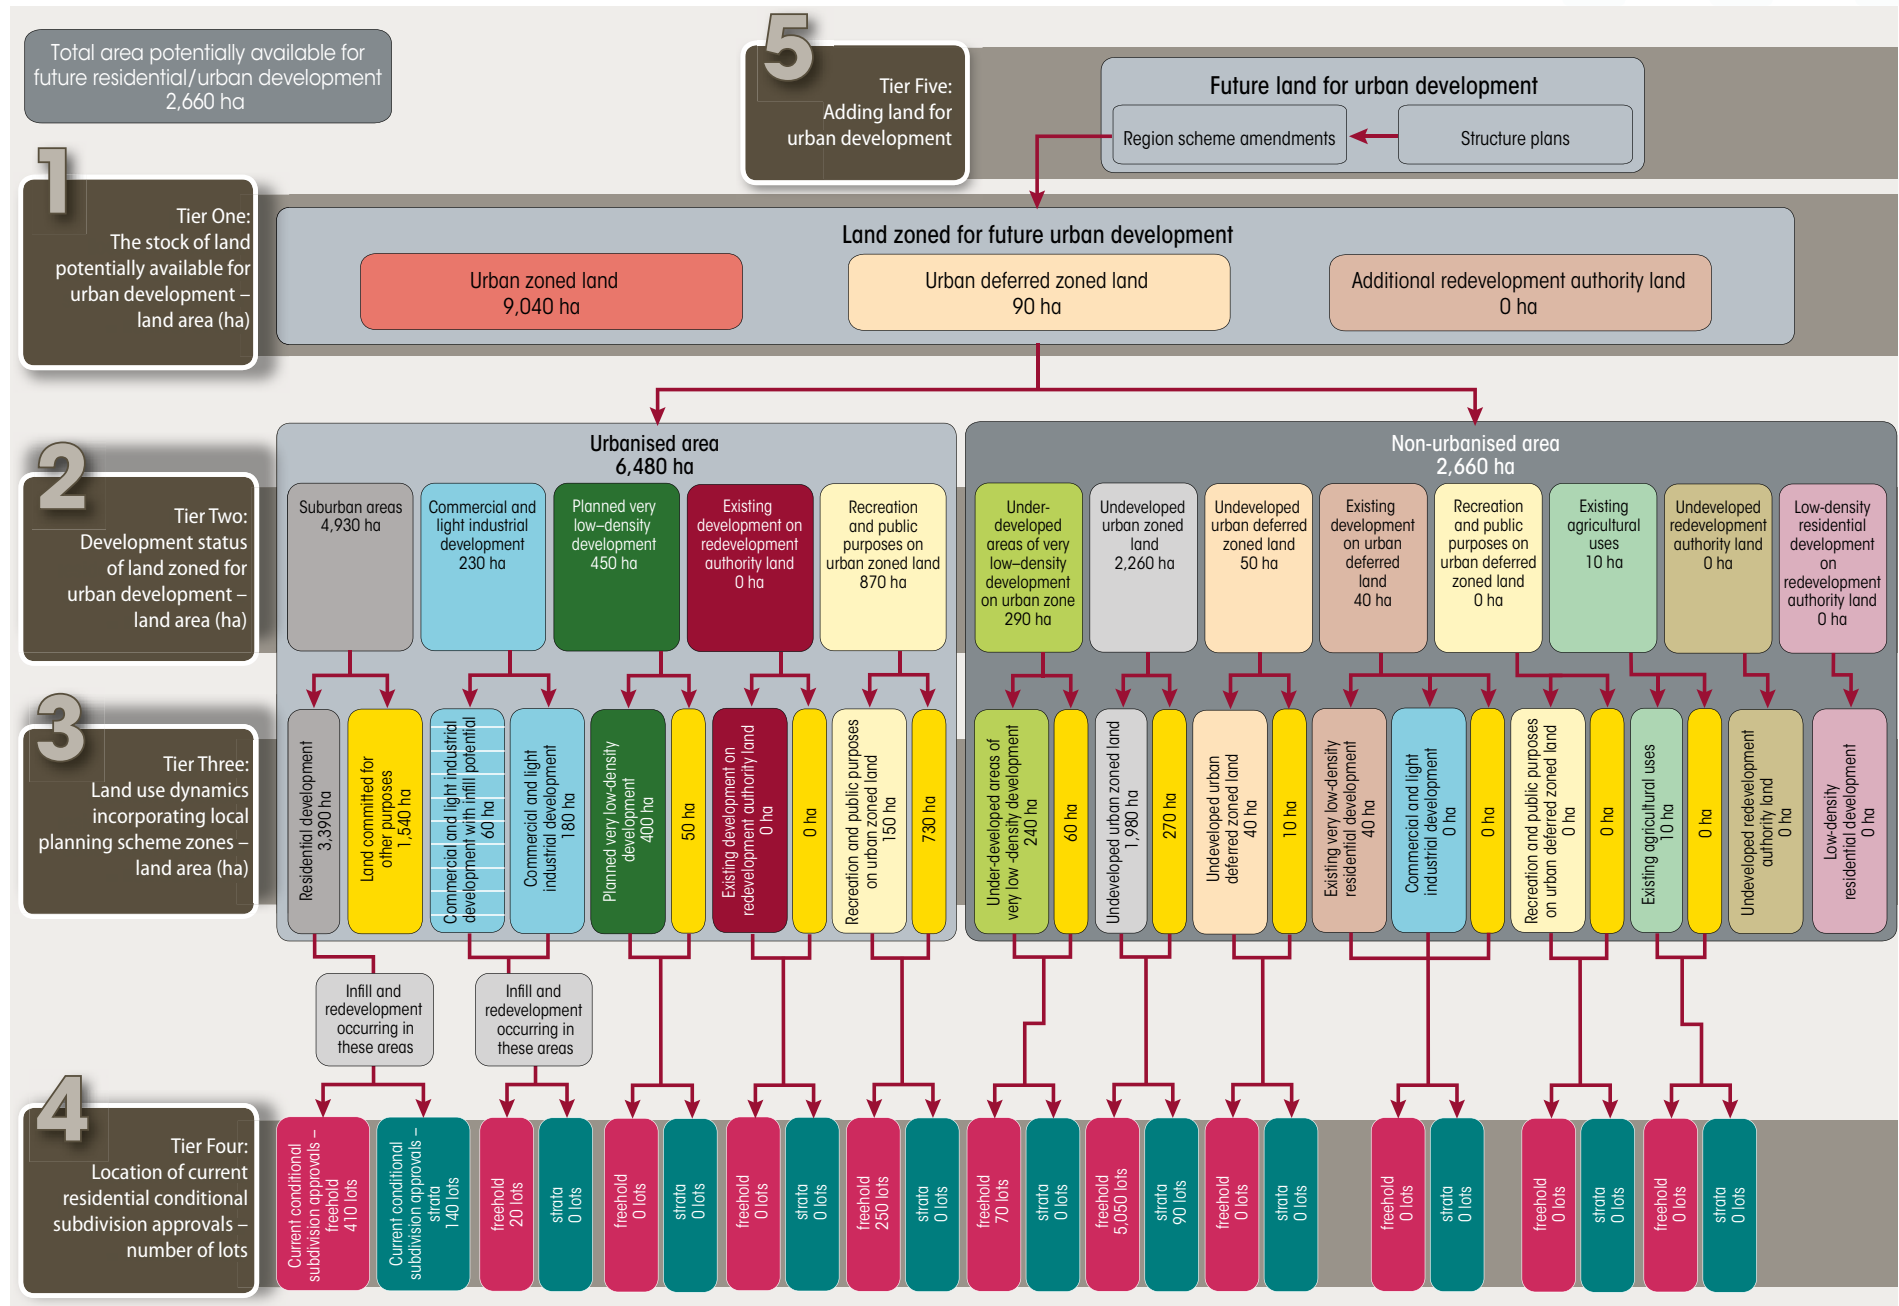 Total area potentially available for
future residential/urban development
2,660 ha
5
Tier Five:
Adding land for
urban development
Future land for urban development
Region scheme amendments
Structure plans
1
Tier One:
The stock of land
potentially available for
urban development –
land area (ha)
Land zoned for future urban development
Urban zoned land
9,040 ha
Urban deferred zoned land
90 ha
Additional redevelopment authority land
0 ha
2
Tier Two:
Development status
of land zoned for
urban development –
land area (ha)
Urbanised area
6,480 ha
Suburban areas
4,930 ha
Commercial and
light industrial
development
230 ha
Planned very
low–density
development
450 ha
Existing
development on
redevelopment
authority land
0 ha
Recreation
and public
purposes on
urban zoned land
870 ha
Non-urbanised area
2,660 ha
Under-
developed
areas of very
low–density
development
on urban zone
290 ha
Undeveloped
urban zoned
land
2,260 ha
Undeveloped
urban deferred
zoned land
50 ha
Existing
development
on urban
deferred
land
40 ha
Recreation
and public
purposes on
urban deferred
zoned land
0 ha
Existing
agricultural
uses
10 ha
Undeveloped
redevelopment
authority land
0 ha
Low-density
residential
development
on
redevelopment
authority land
0 ha
3
Tier Three:
Land use dynamics
incorporating local
planning scheme zones –
land area (ha)
Residential development
3,390 ha
Land committed for
other purposes
1,540 ha
Commercial and light industrial
development with infill potential
60 ha
Commercial and light
industrial development
180 ha
Planned very low-density
development
400 ha
50 ha
Existing development on
redevelopment authority land
0 ha
0 ha
Recreation and public purposes
on urban zoned land
150 ha
730 ha
Under-developed areas of
very low -density development
240 ha
60 ha
Undeveloped urban zoned land
1,980 ha
270 ha
Undeveloped urban
deferred zoned land
40 ha
10 ha
Existing very low-density
residential development
40 ha
Commercial and light
industrial development
0 ha
0 ha
Recreation and public purposes
on urban deferred zoned land
0 ha
0 ha
Existing agricultural uses
10 ha
0 ha
Undeveloped redevelopment
authority land
0 ha
Low-density
residential development
0 ha
Infill and
redevelopment
occurring in
these areas
Infill and
redevelopment
occurring in
these areas
4
Tier Four:
Location of current
residential conditional
subdivision approvals –
number of lots
Current conditional
subdivision approvals –
freehold
410 lots
Current conditional
subdivision approvals –
strata
140 lots
freehold
20 lots
strata
0 lots
freehold
0 lots
strata
0 lots
freehold
0 lots
strata
0 lots
freehold
250 lots
strata
0 lots
freehold
70 lots
strata
0 lots
freehold
5,050 lots
strata
90 lots
freehold
0 lots
strata
0 lots
freehold
0 lots
strata
0 lots
freehold
0 lots
strata
0 lots
freehold
0 lots
strata
0 lots